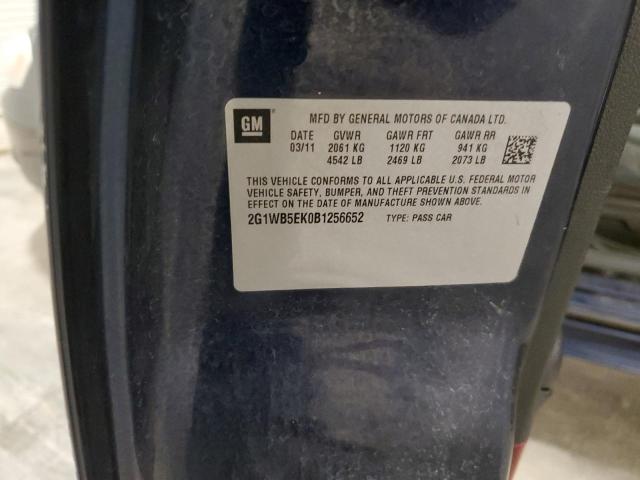 GM
MFD BY GENERAL MOTORS OF CANADA LTD.
DATE GVWR GAWR FRT GAWR RR
03/11 2061 KG 1120 KG 941 KG
4542 LB 2469 LB 2073 LB
THIS VEHICLE CONFORMS TO ALL APPLICABLE U.S. FEDERAL MOTOR
VEHICLE SAFETY, BUMPER, AND THEFT PREVENTION STANDARDS IN
EFFECT ON THE DATE OF MANUFACTURE SHOWN ABOVE.
2G1WB5EK0B1256652 TYPE: PASS CAR